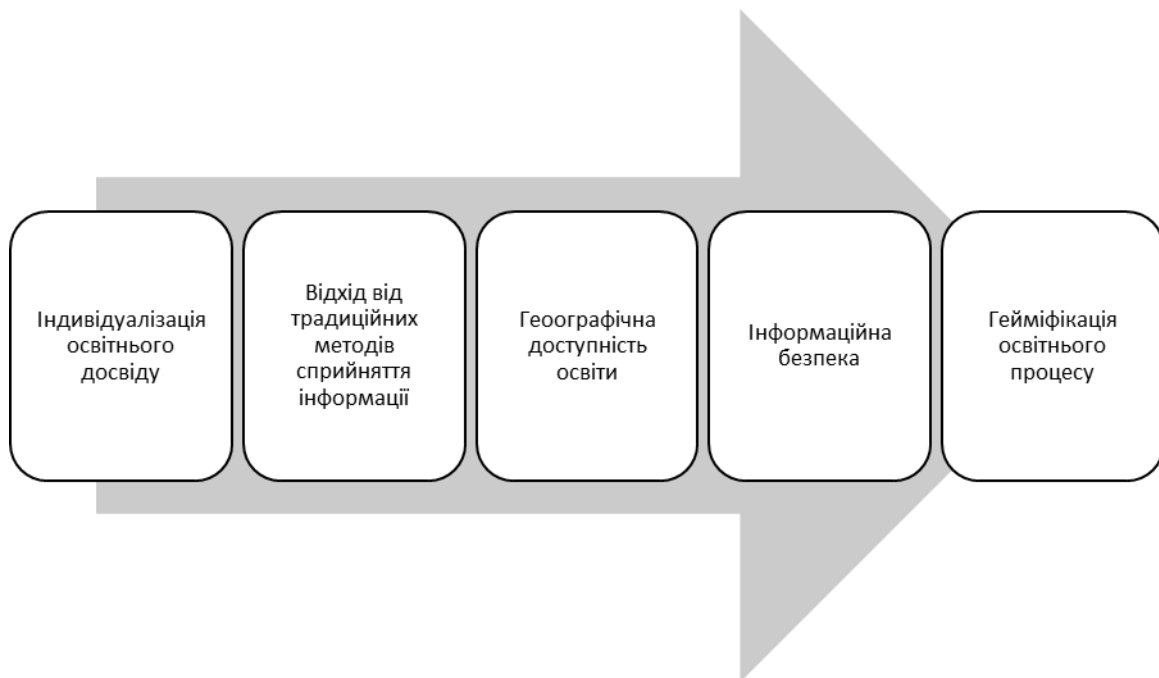 Індивідуалізація
освітнього
досвіду
Відхід від
традиційних
методів
сприйняття
інформації
Геоографічна
доступність
освіти
Інформаційна
безпека
Гейміфікація
освітнього
процесу